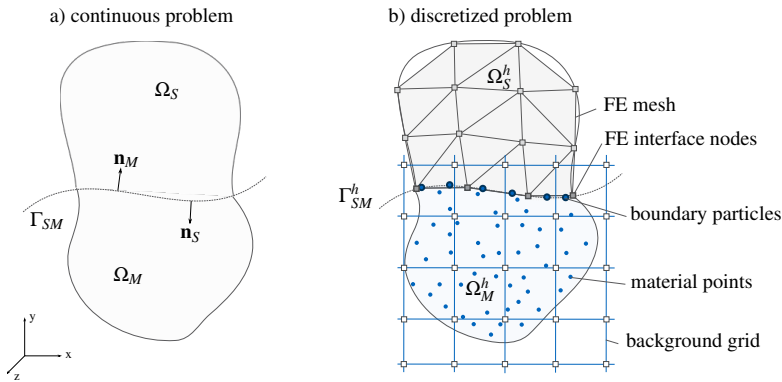 a) continuous problem
b) discretized problem
Ω_S
Ω_S^h
FE mesh
FE interface nodes
n_M
Γ_SM
Γ_SM^h
n_S
boundary particles
Ω_M
Ω_M^h
material points
background grid
y
x
z